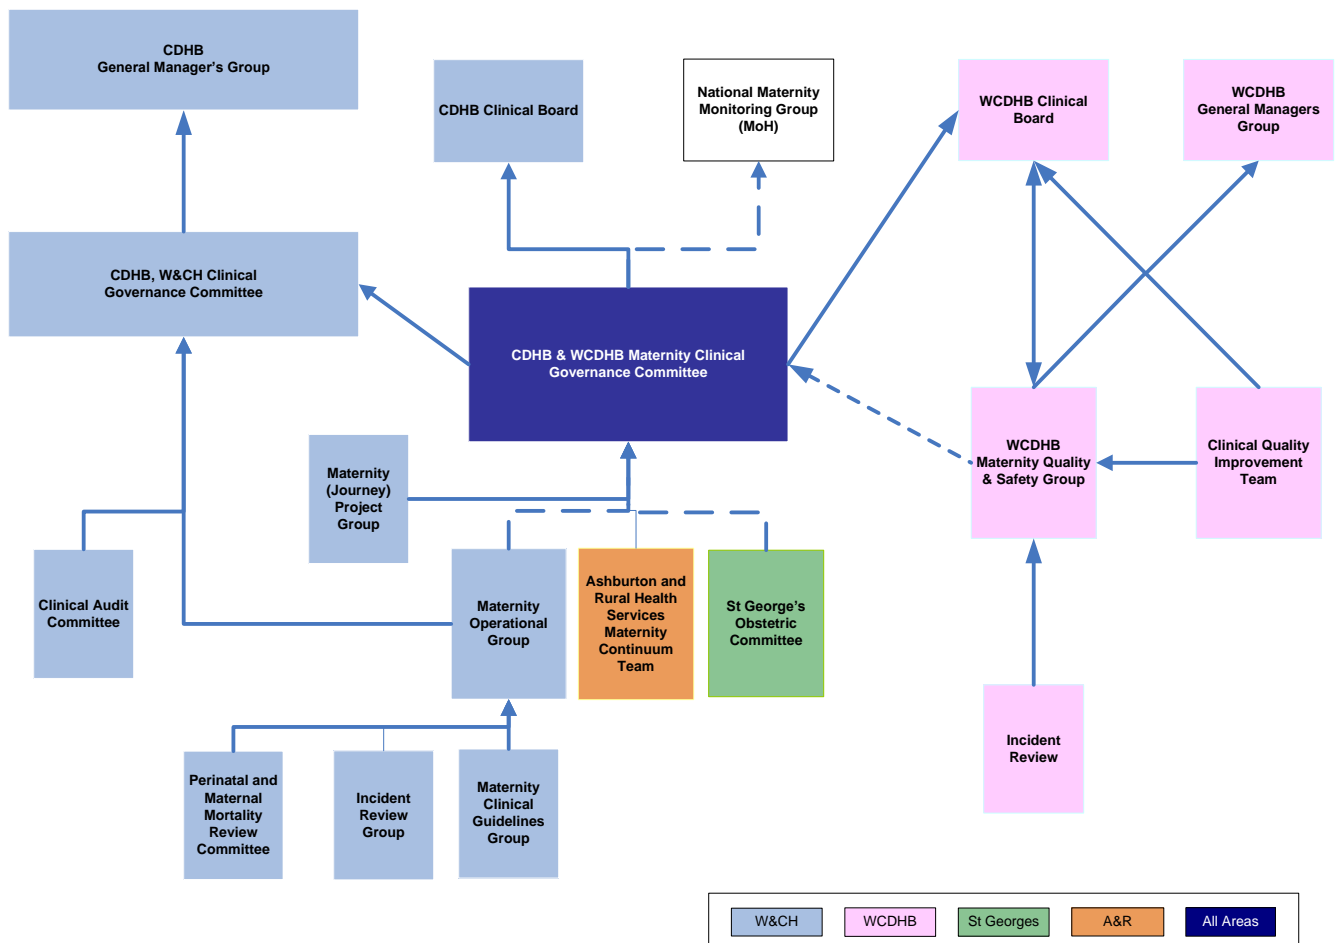 CDHB
General Manager's Group
CDHB Clinical Board
National Maternity
Monitoring Group
(MoH)
WCDHB Clinical
Board
WCDHB
General Managers
Group
CDHB, W&CH Clinical
Governance Committee
CDHB & WCDHB Maternity Clinical
Governance Committee
Maternity
(Journey)
Project
Group
WCDHB
Maternity Quality
& Safety Group
Clinical Quality
Improvement
Team
Clinical Audit
Committee
Maternity
Operational
Group
Ashburton and
Rural Health
Services
Maternity
Continuum
Team
St George's
Obstetric
Committee
Incident
Review
Perinatal and
Maternal
Mortality
Review
Committee
Incident
Review
Group
Maternity
Clinical
Guidelines
Group
W&CH
WCDHB
St Georges
A&R
All Areas